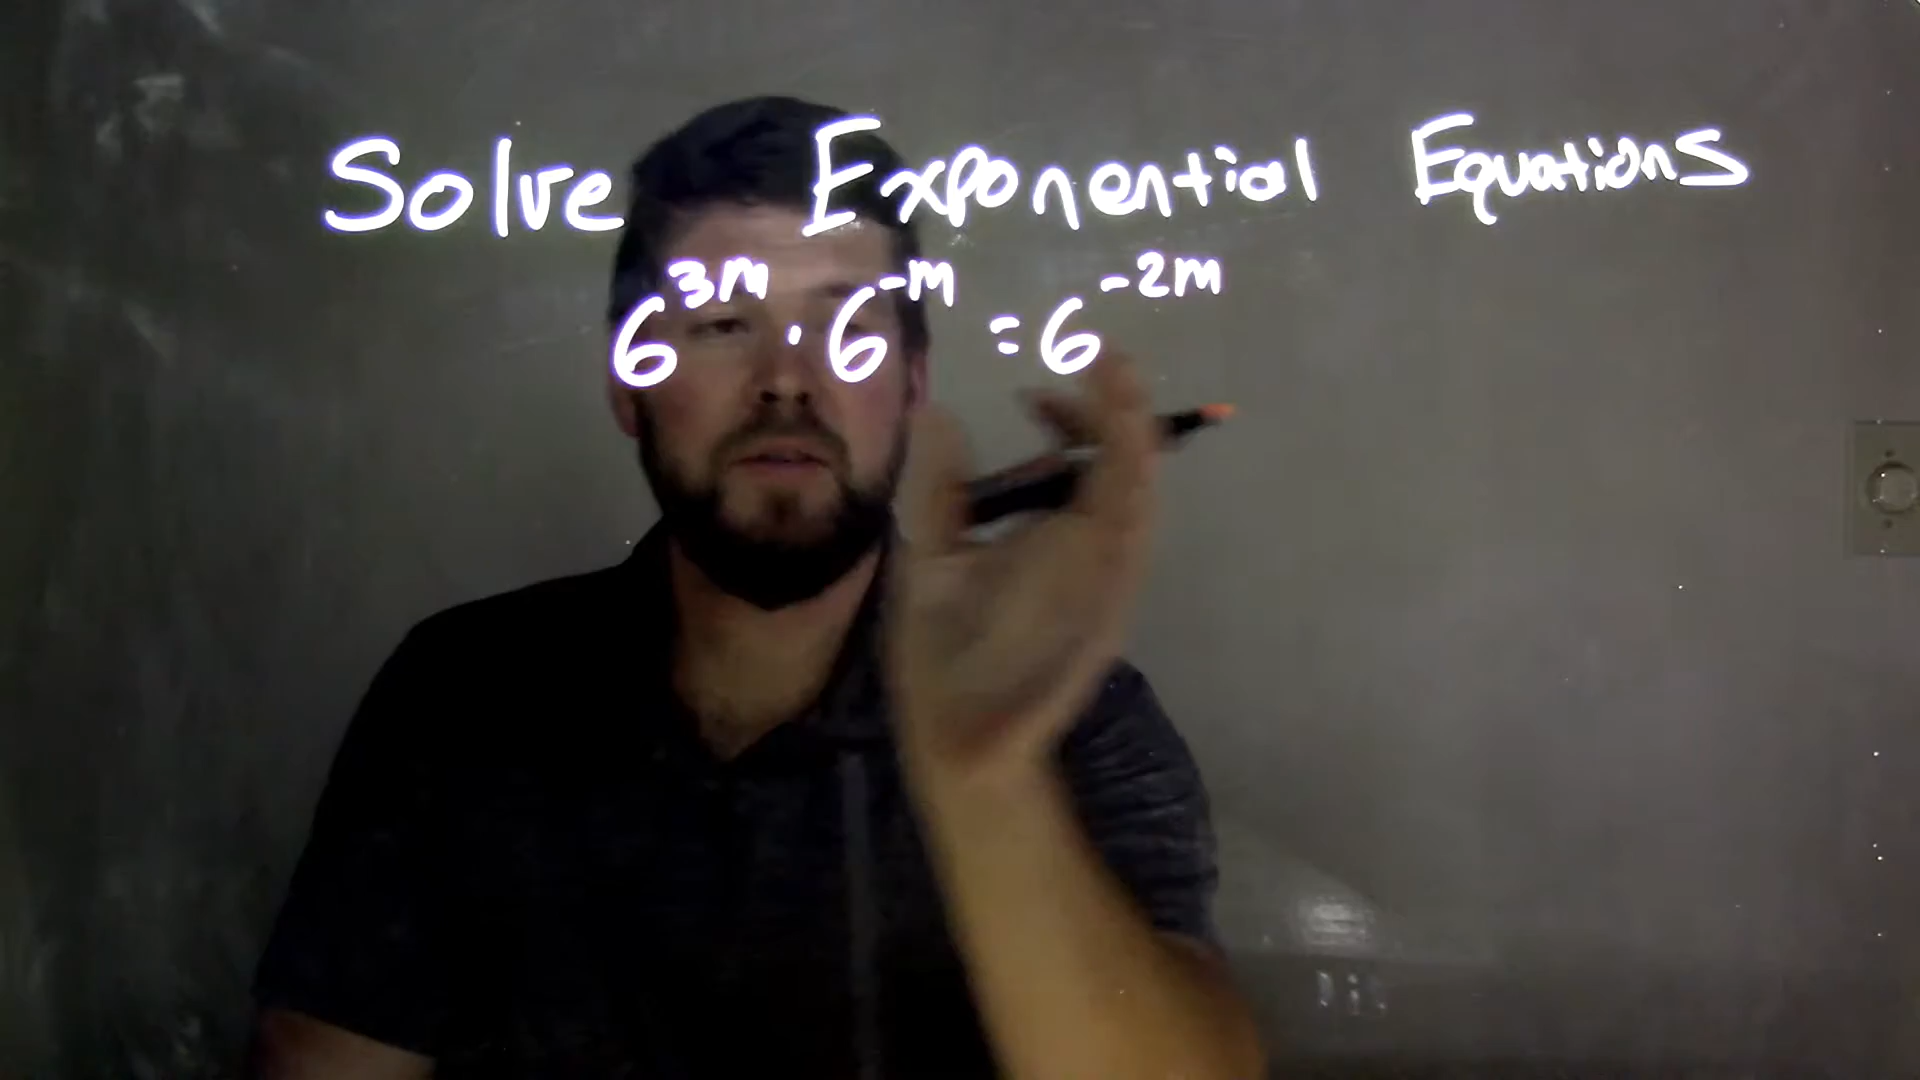 Solve Exponential Equations
6^{3m} · 6^{-m} = 6^{-2m}